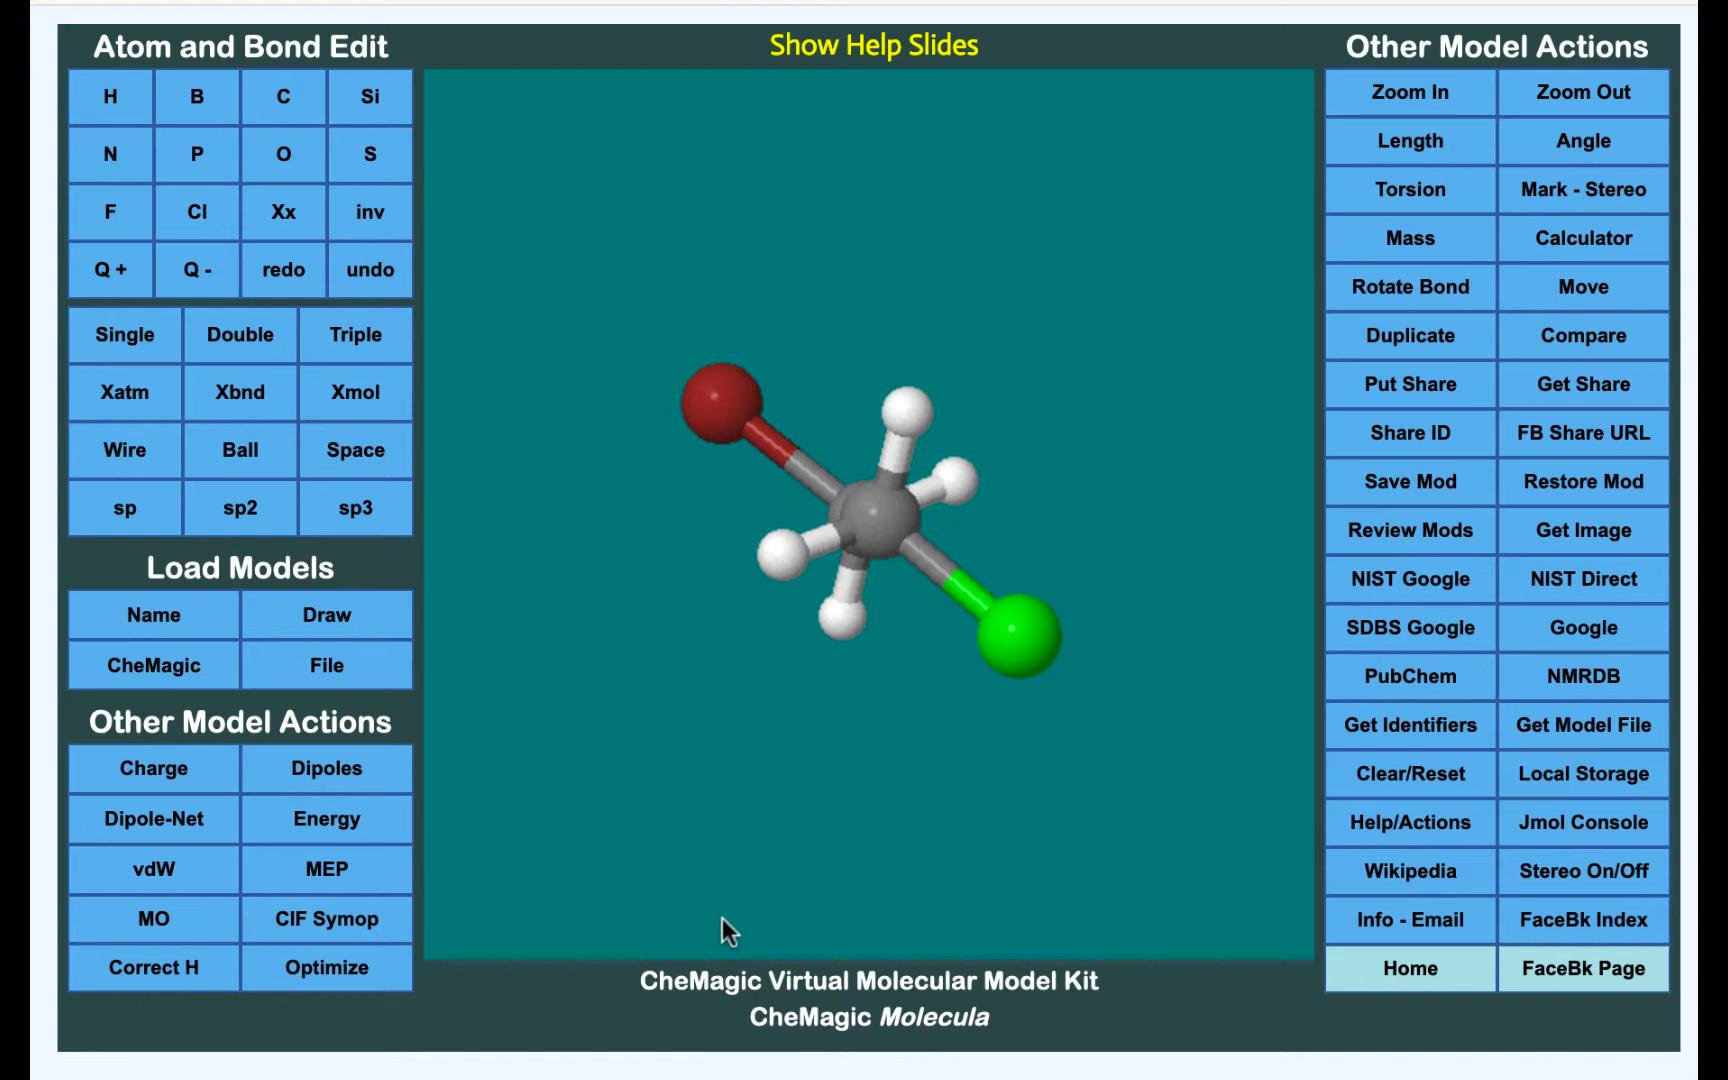 Atom and Bond Edit
H B C Si
N P O S
F Cl Xx inv
Q + Q - redo undo
Single Double Triple
Xatm Xbnd Xmol
Wire Ball Space
sp sp2 sp3
Load Models
Name Draw
CheMagic File
Other Model Actions
Charge Dipoles
Dipole-Net Energy
vdW MEP
MO CIF Symop
Correct H Optimize
Show Help Slides
CheMagic Virtual Molecular Model Kit
CheMagic Molecula
Other Model Actions
Zoom In Zoom Out
Length Angle
Torsion Mark - Stereo
Mass Calculator
Rotate Bond Move
Duplicate Compare
Put Share Get Share
Share ID FB Share URL
Save Mod Restore Mod
Review Mods Get Image
NIST Google NIST Direct
SDBS Google Google
PubChem NMRDB
Get Identifiers Get Model File
Clear/Reset Local Storage
Help/Actions Jmol Console
Wikipedia Stereo On/Off
Info - Email FaceBk Index
Home FaceBk Page